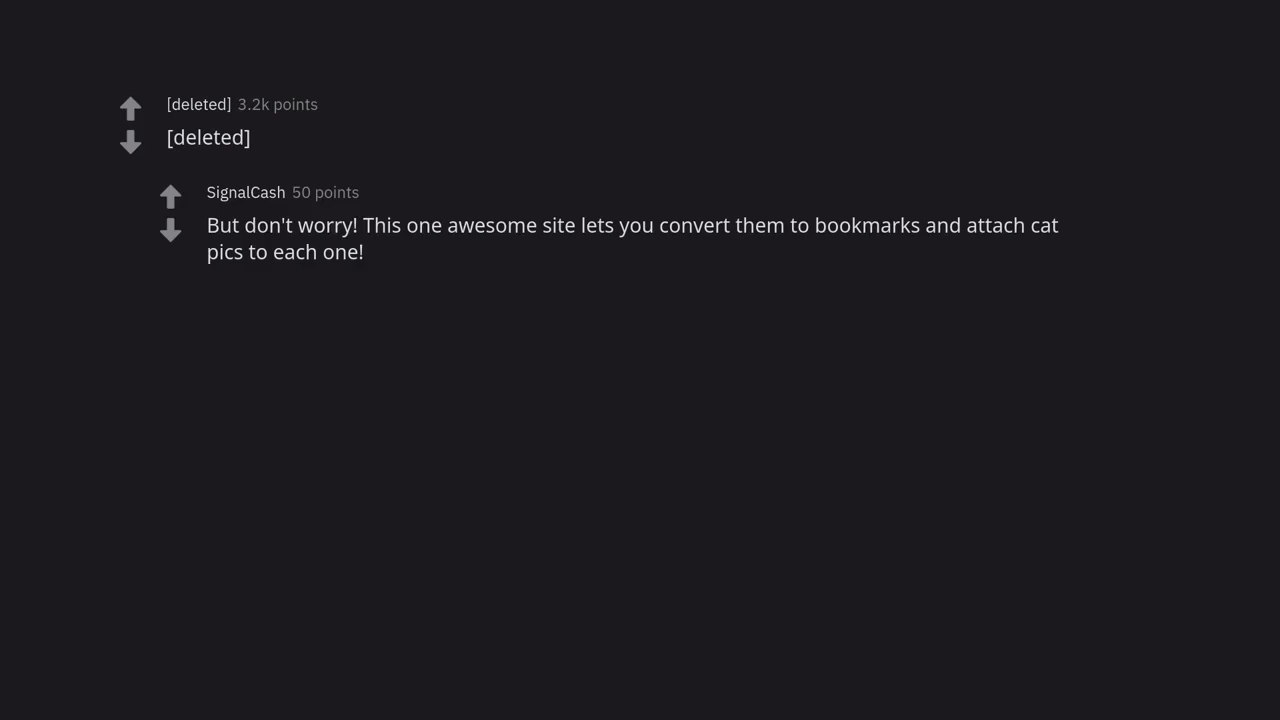 [deleted] 3.2k points
[deleted]
SignalCash 50 points
But don't worry! This one awesome site lets you convert them to bookmarks and attach cat
pics to each one!